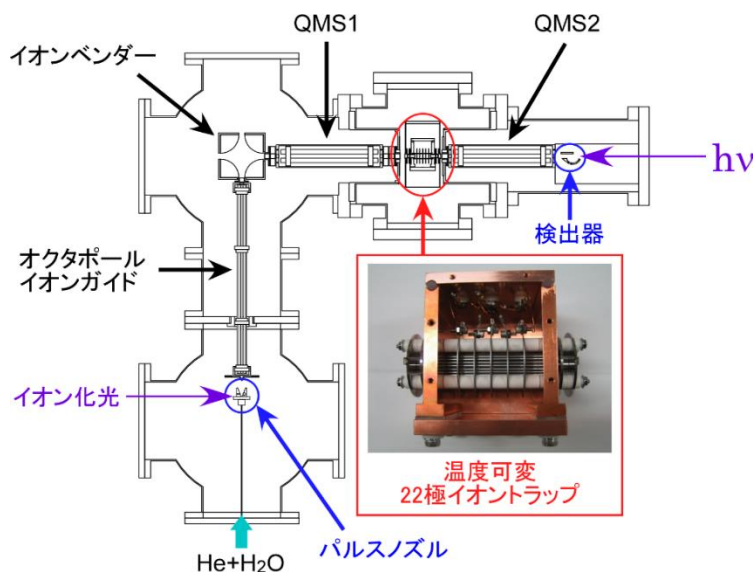 QMS1
QMS2
イオンベンダー
hν
検出器
オクタポール
イオンガイド
イオン化光
温度可変
22極イオントラップ
パルスノズル
He+H₂O